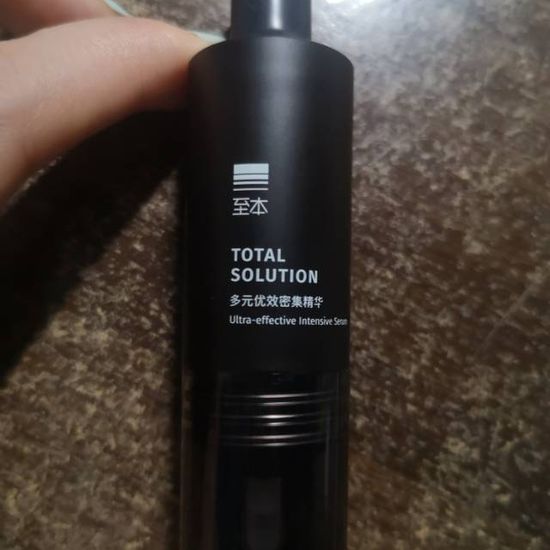 至本
TOTAL
SOLUTION
多元优效密集精华
Ultra-effective Intensive Serum